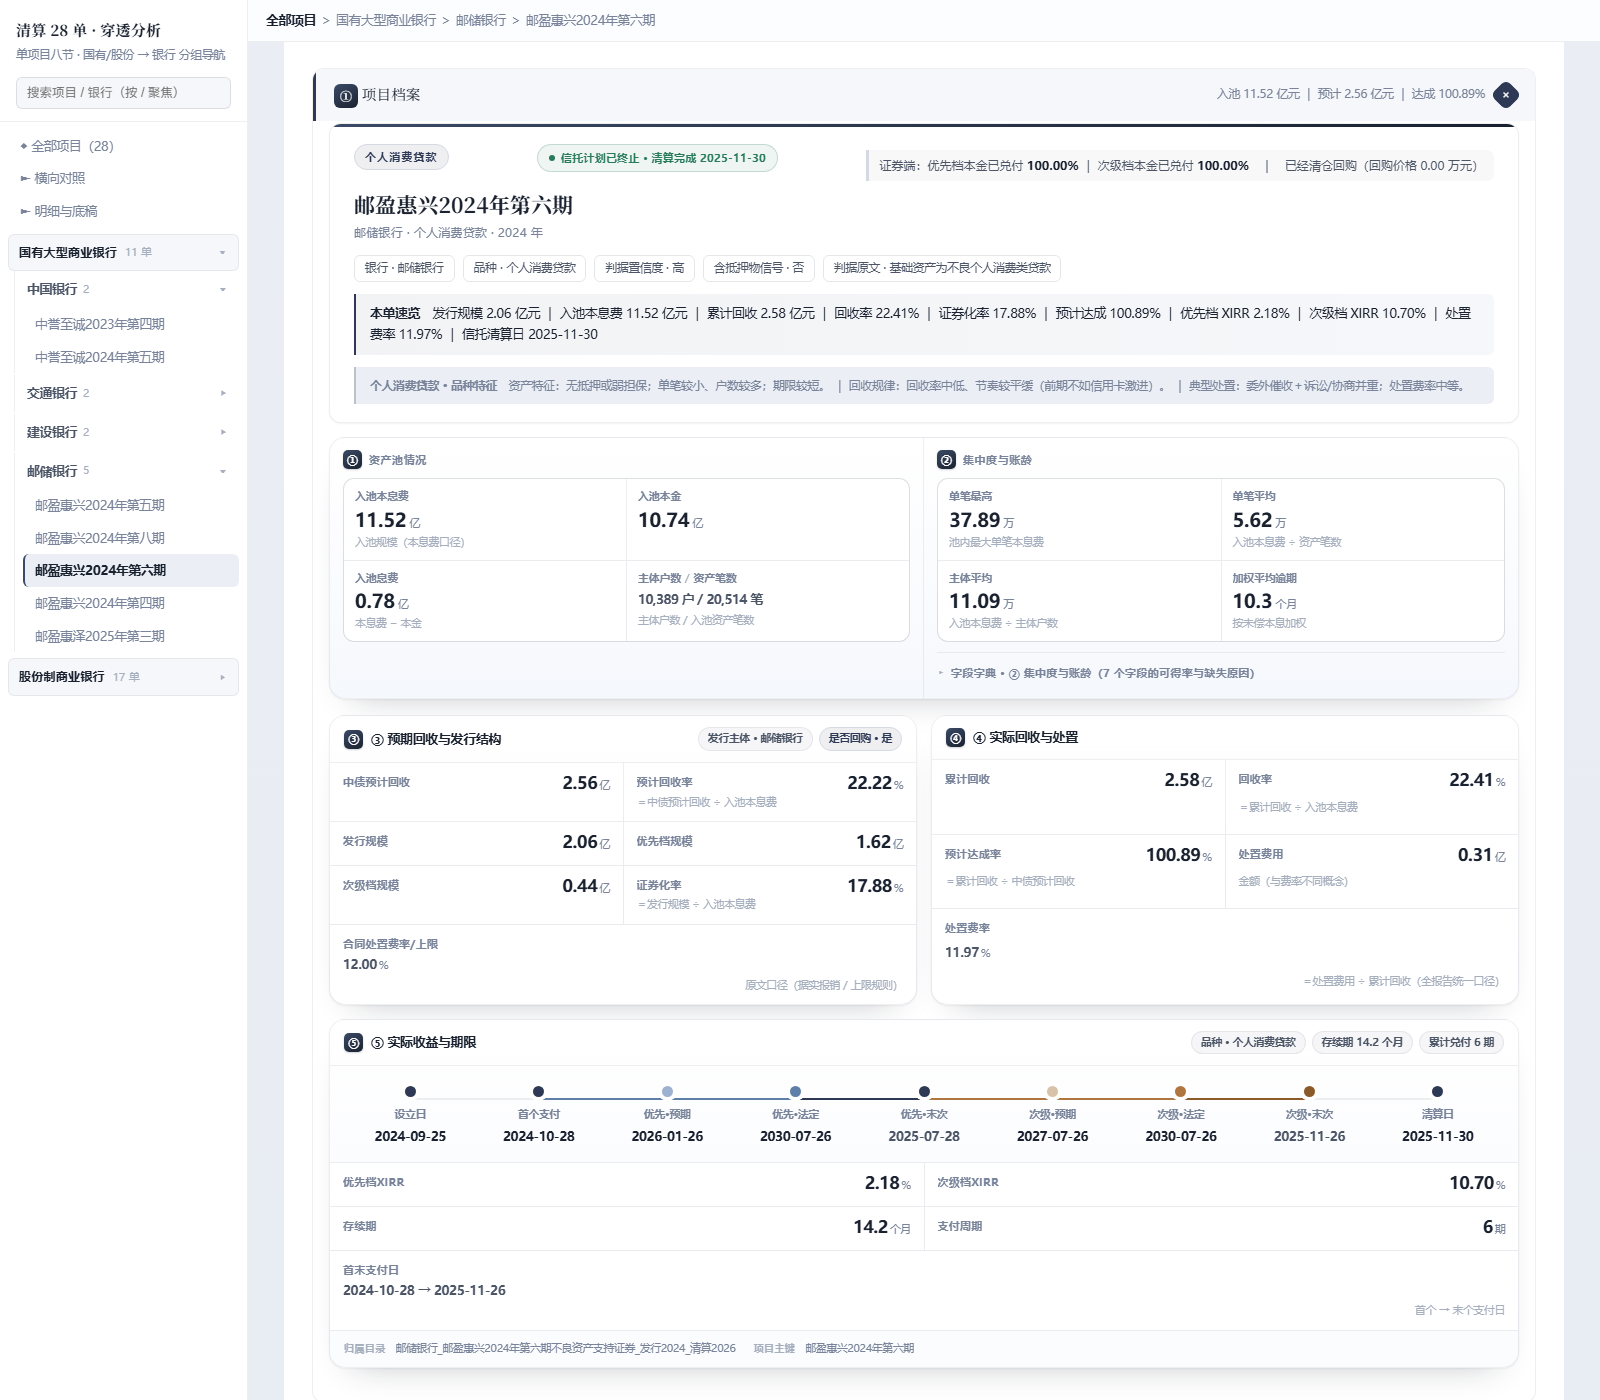 清算 28 单 · 穿透分析
单项目八节 · 国有/股份 → 银行 分组导航
搜索项目 / 银行（按 / 聚焦）
全部项目（28）
横向对照
明细与底稿
国有大型商业银行 11 单
中国银行 2
中誉至诚2023年第四期
中誉至诚2024年第五期
交通银行 2
建设银行 2
邮储银行 5
邮盈惠兴2024年第五期
邮盈惠兴2024年第八期
邮盈惠兴2024年第六期
邮盈惠兴2024年第四期
邮盈惠泽2025年第三期
股份制商业银行 17 单
全部项目 > 国有大型商业银行 > 邮储银行 > 邮盈惠兴2024年第六期
① 项目档案
入池 11.52 亿元 | 预计 2.56 亿元 | 达成 100.89%
个人消费贷款
信托计划已终止 • 清算完成 2025-11-30
证券端：优先档本金已兑付 100.00% | 次级档本金已兑付 100.00% | 已经清仓回购（回购价格 0.00 万元）
邮盈惠兴2024年第六期
邮储银行 · 个人消费贷款 · 2024 年
银行 · 邮储银行
品种 · 个人消费贷款
判据置信度 · 高
含抵押物信号 · 否
判据原文 · 基础资产为不良个人消费类贷款
本单速览 发行规模 2.06 亿元 | 入池本息费 11.52 亿元 | 累计回收 2.58 亿元 | 回收率 22.41% | 证券化率 17.88% | 预计达成 100.89% | 优先档 XIRR 2.18% | 次级档 XIRR 10.70% | 处置
费率 11.97% | 信托清算日 2025-11-30
个人消费贷款 • 品种特征 资产特征：无抵押或弱担保；单笔较小、户数较多；期限较短。 | 回收规律：回收率中低、节奏较平缓（前期不如信用卡激进）。 | 典型处置：委外催收 + 诉讼/协商并重；处置费率中等。
① 资产池情况
入池本息费
11.52 亿
入池规模（本息费口径）
入池本金
10.74 亿
入池息费
0.78 亿
本息费 − 本金
主体户数 / 资产笔数
10,389 户 / 20,514 笔
主体户数 / 入池资产笔数
② 集中度与账龄
单笔最高
37.89 万
池内最大单笔本息费
单笔平均
5.62 万
入池本息费 ÷ 资产笔数
主体平均
11.09 万
入池本息费 ÷ 主体户数
加权平均逾期
10.3 个月
按未偿本息加权
字段字典 • ② 集中度与账龄（7 个字段的可得率与缺失原因）
③ ③ 预期回收与发行结构
发行主体 • 邮储银行
是否回购 • 是
中债预计回收 2.56 亿
预计回收率 22.22 %
＝中债预计回收 ÷ 入池本息费
发行规模 2.06 亿
优先档规模 1.62 亿
次级档规模 0.44 亿
证券化率 17.88 %
＝发行规模 ÷ 入池本息费
合同处置费率/上限
12.00 %
原文口径（据实报销 / 上限规则）
④ ④ 实际回收与处置
累计回收 2.58 亿
回收率 22.41 %
＝累计回收 ÷ 入池本息费
预计达成率 100.89 %
＝累计回收 ÷ 中债预计回收
处置费用 0.31 亿
金额（与费率不同概念）
处置费率
11.97 %
＝处置费用 ÷ 累计回收（全报告统一口径）
⑤ ⑤ 实际收益与期限
品种 • 个人消费贷款
存续期 14.2 个月
累计兑付 6 期
设立日 首个支付 优先•预期 优先•法定 优先•末次 次级•预期 次级•法定 次级•末次 清算日
2024-09-25 2024-10-28 2026-01-26 2030-07-26 2025-07-28 2027-07-26 2030-07-26 2025-11-26 2025-11-30
优先档XIRR 2.18 %
次级档XIRR 10.70 %
存续期 14.2 个月
支付周期 6 期
首末支付日
2024-10-28 → 2025-11-26
首个 → 末个支付日
归属目录 邮储银行_邮盈惠兴2024年第六期不良资产支持证券_发行2024_清算2026 项目主键 邮盈惠兴2024年第六期